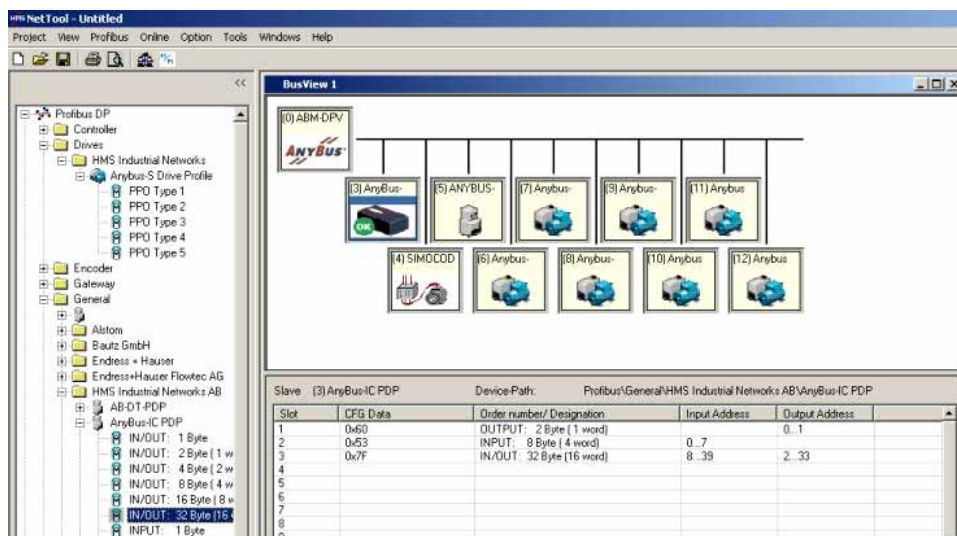 NetTool - Untitled
Project View Profibus Online Option Tools Windows Help
<<
Profibus DP
Controller
Drives
HMS Industrial Networks
Anybus-S Drive Profile
PPO Type 1
PPO Type 2
PPO Type 3
PPO Type 4
PPO Type 5
Encoder
Gateway
General
Alstom
Bautz GmbH
Endress + Hauser
Endress+Hauser Flowtec AG
HMS Industrial Networks AB
AB-DT-PDP
AnyBus-IC PDP
IN/OUT: 1 Byte
IN/OUT: 2 Byte ( 1 w
IN/OUT: 4 Byte ( 2 w
IN/OUT: 8 Byte ( 4 w
IN/OUT: 16 Byte ( 8 w
IN/OUT: 32 Byte (16
INPUT: 1 Byte
BusView 1
(0) ABM-DPV
ANYBUS
(3) AnyBus- (5) ANYBUS- (7) Anybus- (9) Anybus- (11) Anybus
OK
(4) SIMOCOD (6) Anybus- (8) Anybus- (10) Anybus (12) Anybus
Slave (3) AnyBus-IC PDP Device-Path: Profibus\General\HMS Industrial Networks AB\AnyBus-IC PDP
Slot CFG Data Order number/ Designation Input Address Output Address
1 0x60 OUTPUT: 2 Byte ( 1 word) 0...1
2 0x53 INPUT: 8 Byte ( 4 word) 0...7
3 0x7F IN/OUT: 32 Byte (16 word) 8...39 2...33
4
5
6
7
8